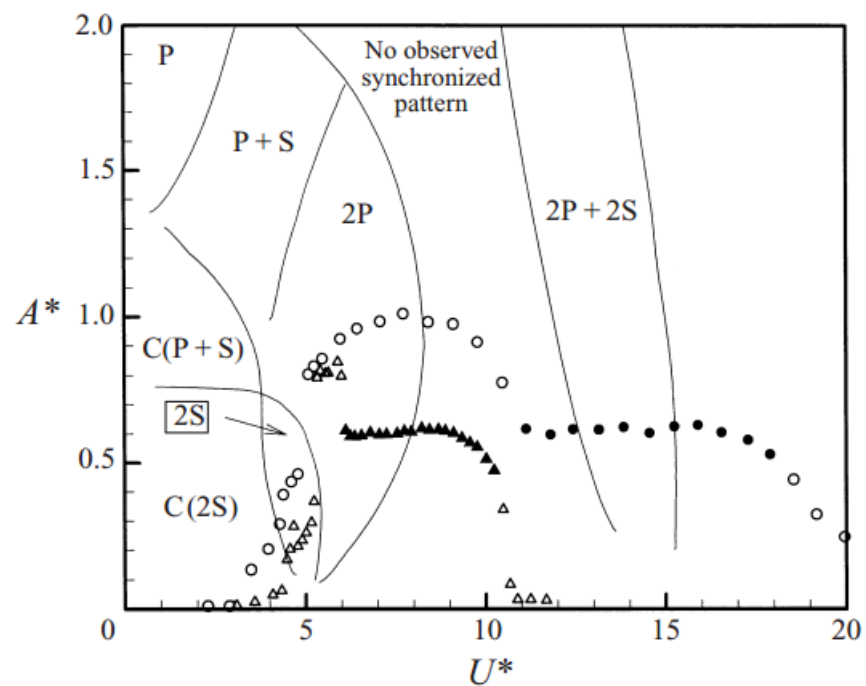 2.0
P
No observed
synchronized
pattern
P + S
1.5
2P
2P + 2S
A*
1.0
C(P + S)
2S
0.5
C(2S)
0
5
10
15
20
U*